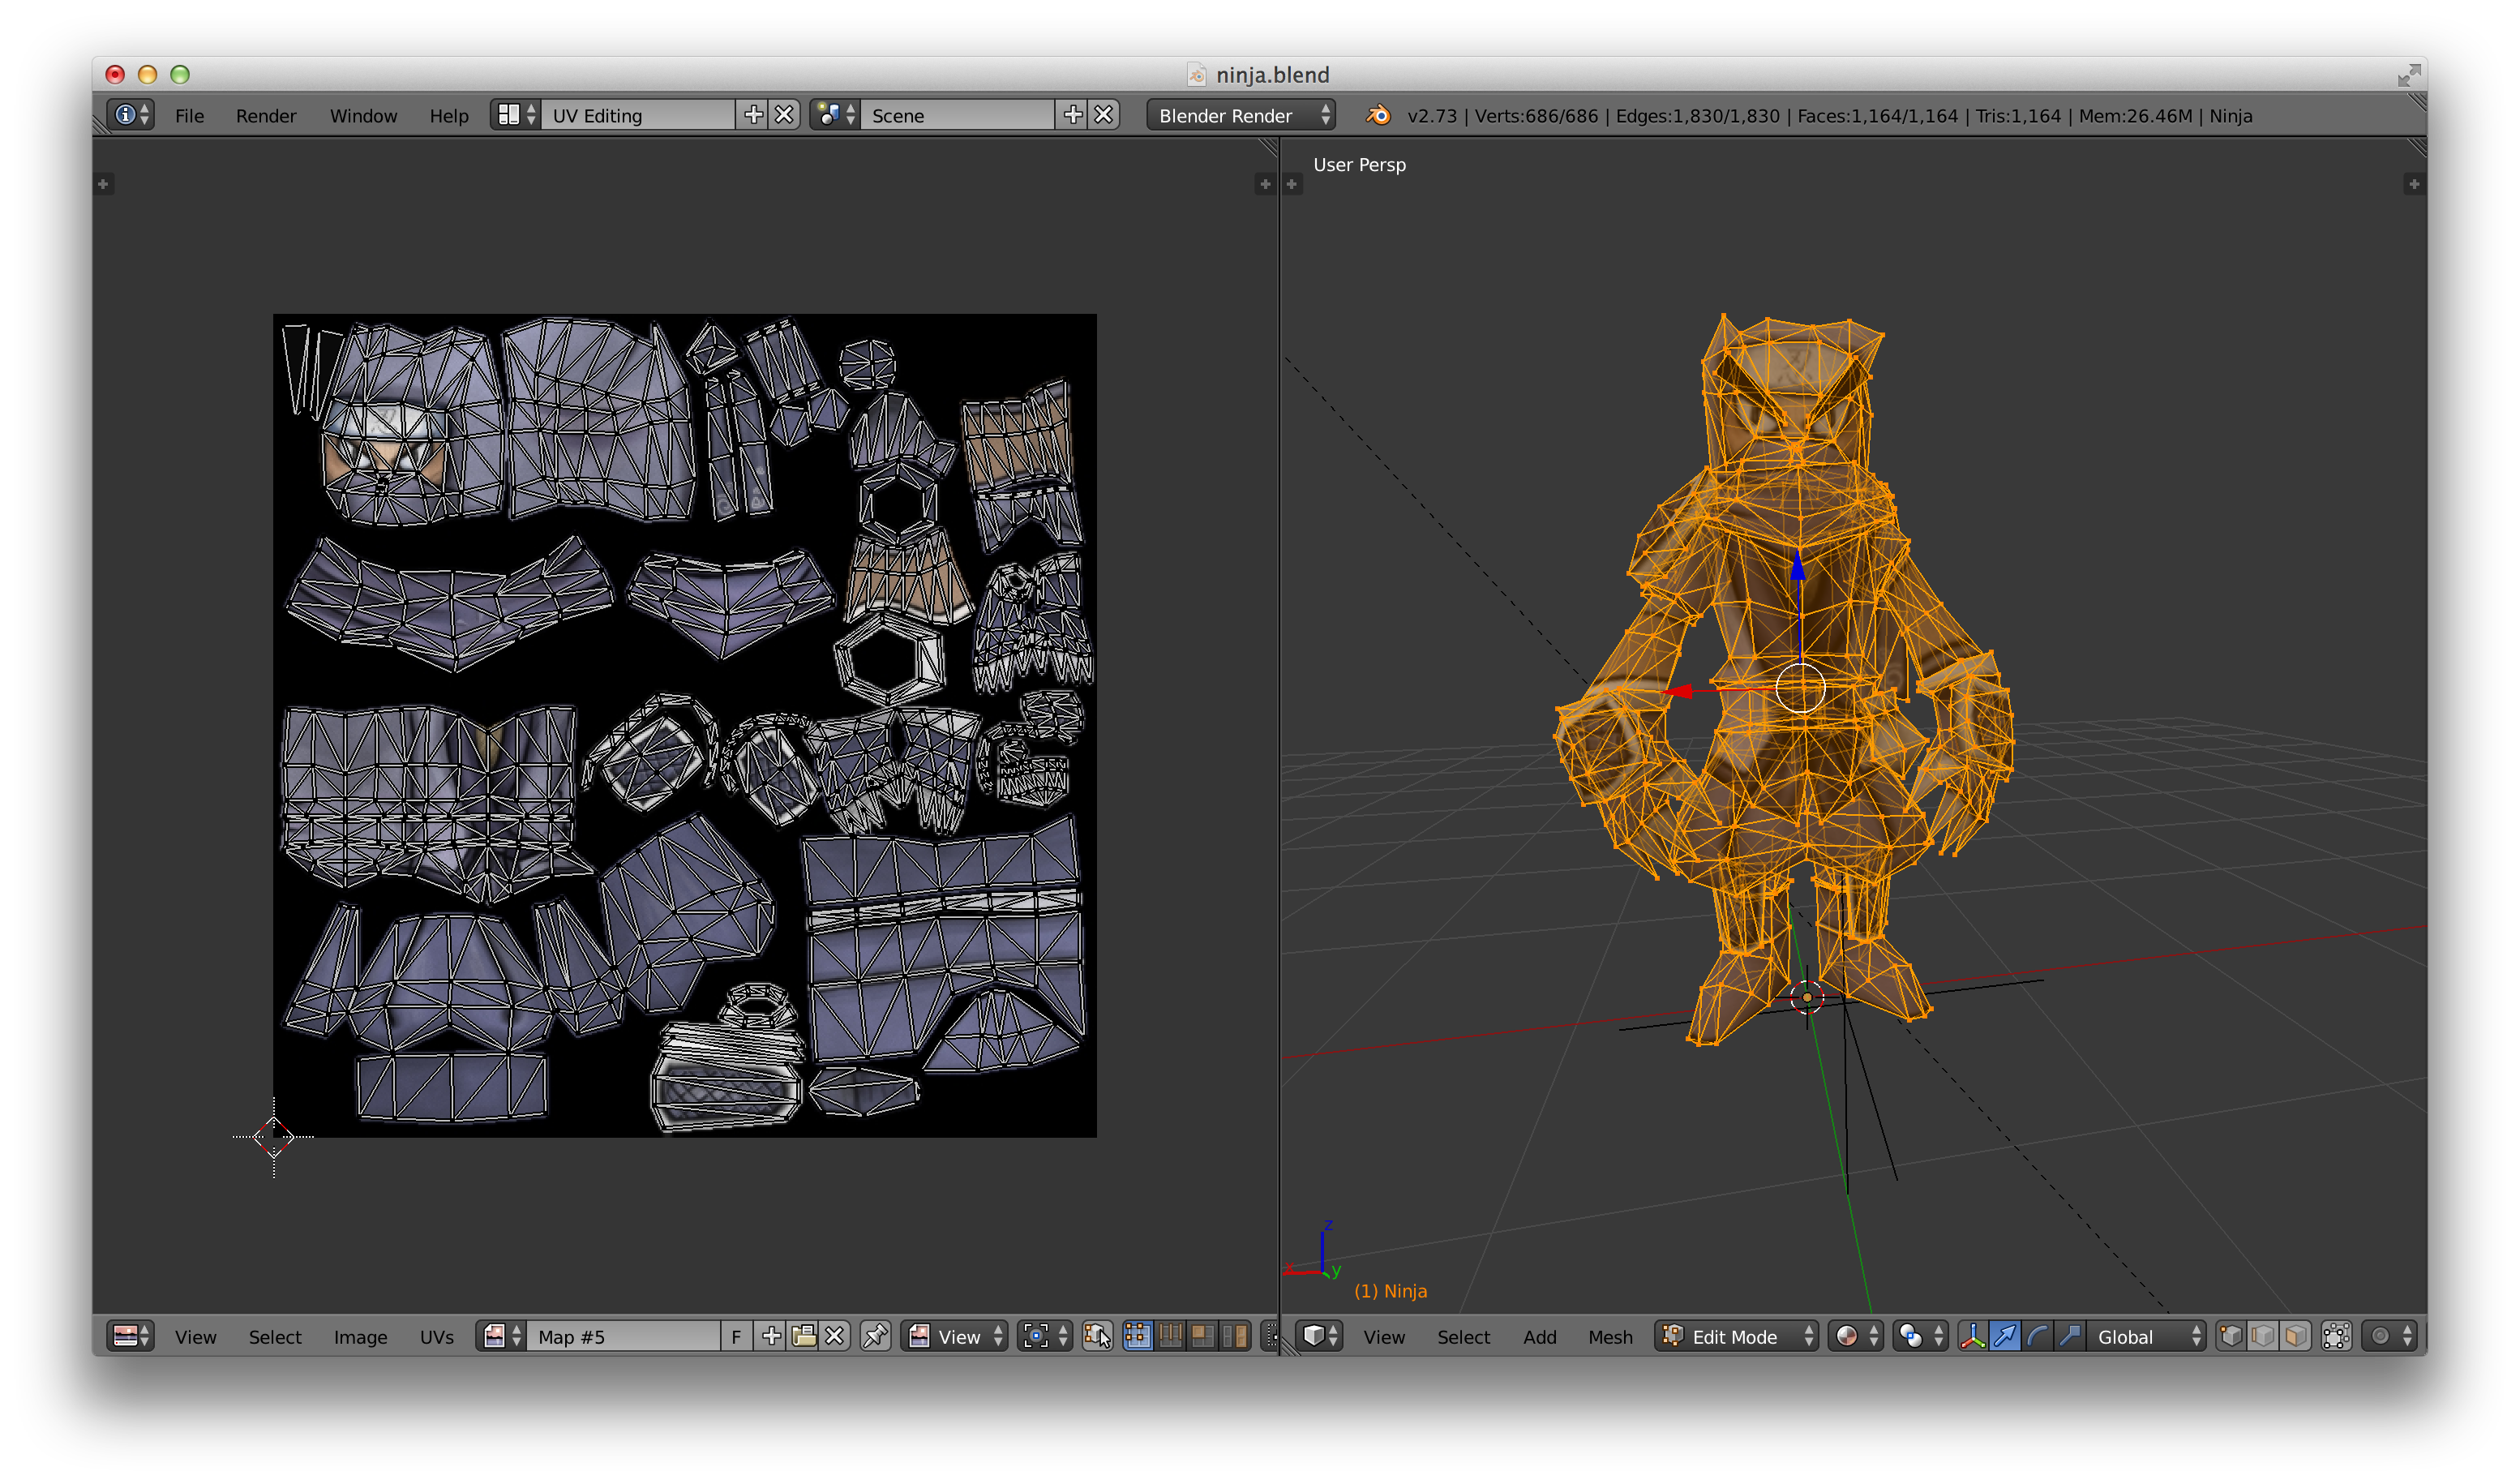 ninja.blend
File Render Window Help UV Editing Scene Blender Render v2.73 | Verts:686/686 | Edges:1,830/1,830 | Faces:1,164/1,164 | Tris:1,164 | Mem:26.46M | Ninja
User Persp
z
x y
(1) Ninja
View Select Image UVs Map #5 F View View Select Add Mesh Edit Mode Global